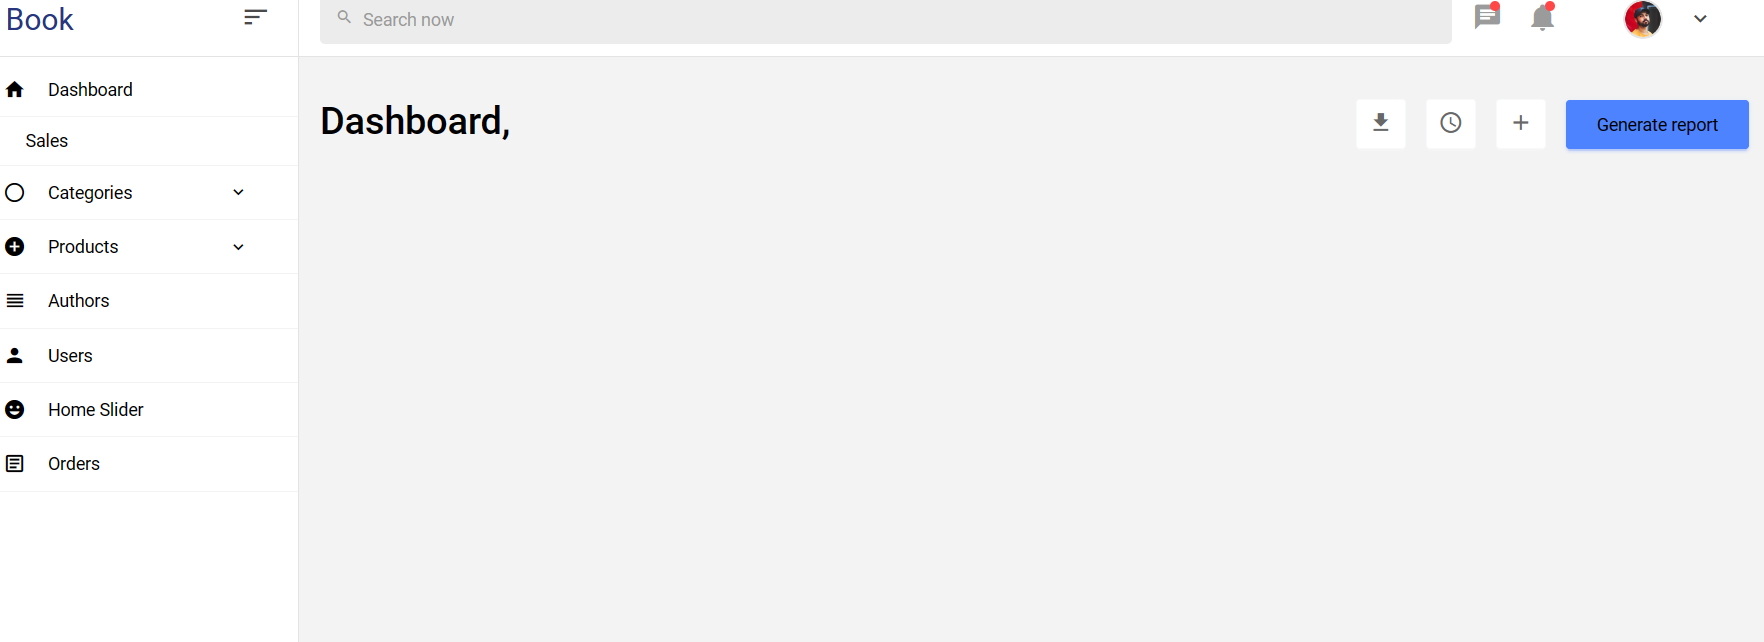 Book
Search now
Dashboard
Sales
Categories
Products
Authors
Users
Home Slider
Orders
Dashboard,
Generate report